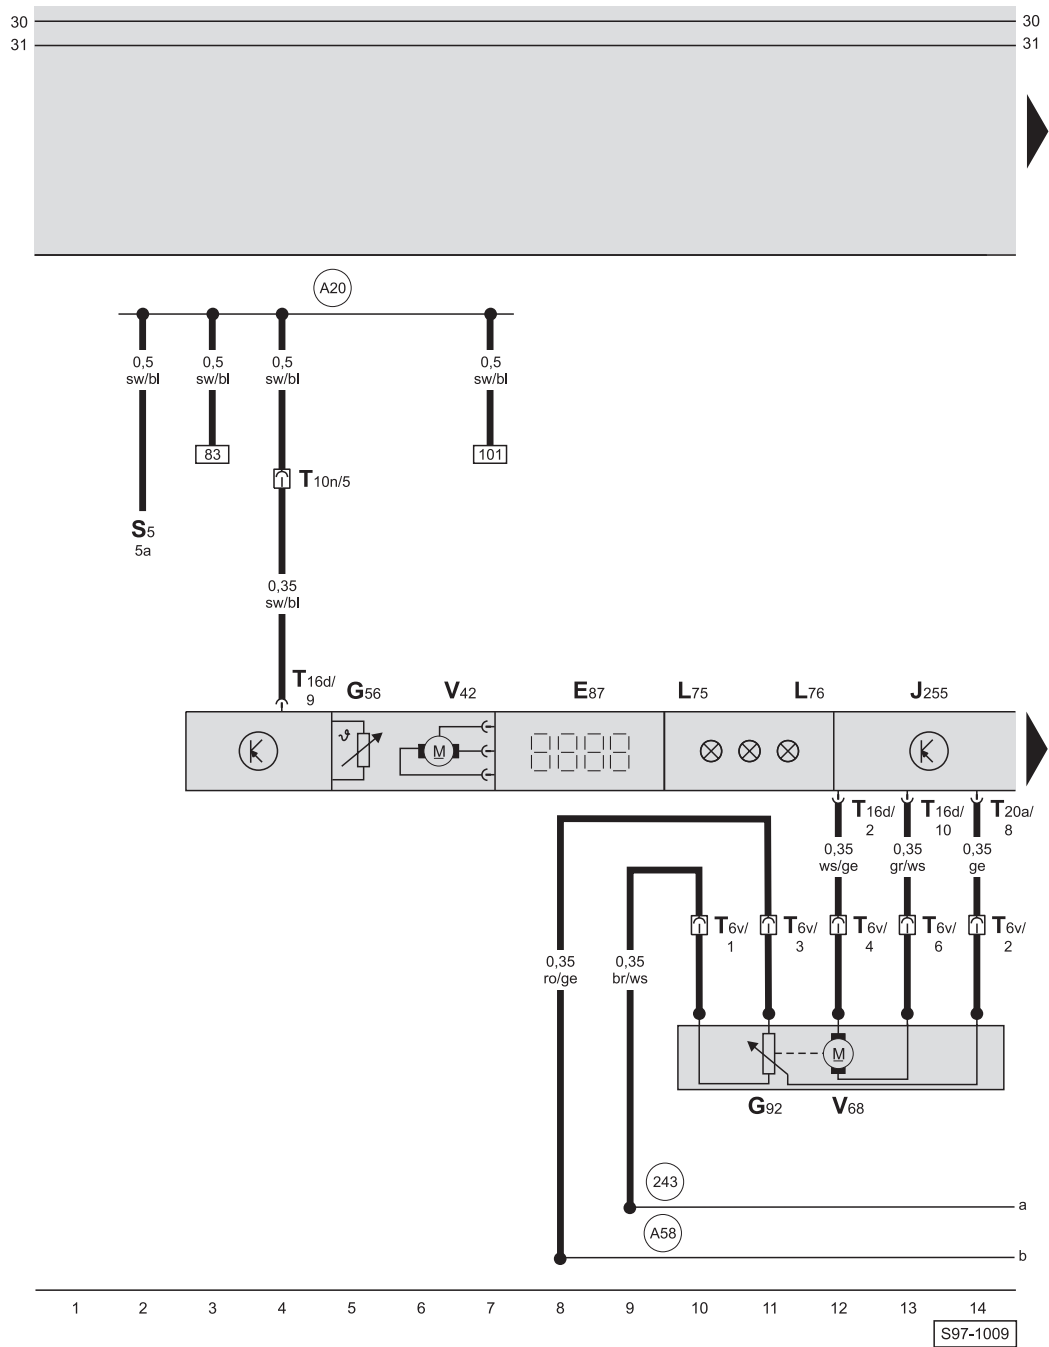 30 30
31 31
A20
0,5 0,5 0,5 0,5
sw/bl sw/bl sw/bl sw/bl
83 101
T10n/5
S5
5a
0,35
sw/bl
T16d/ G56 V42 E87 L75 L76 J255
9
M
T16d/ T16d/ T20a/
2 10 8
0,35 0,35 0,35
ws/ge gr/ws ge
T6v/ T6v/ T6v/ T6v/ T6v/
1 3 4 6 2
0,35 0,35
ro/ge br/ws
M
G92 V68
243
a
A58
b
1 2 3 4 5 6 7 8 9 10 11 12 13 14
S97-1009